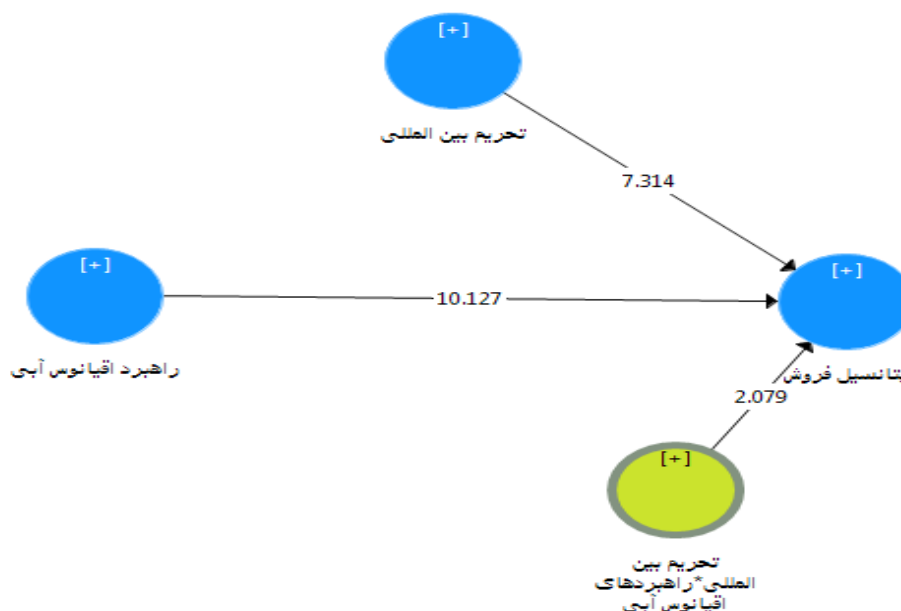 [+]
تحریم بین المللی
7.314
[+]
راهبرد اقیانوس آبی
10.127
[+]
پتانسیل فروش
2.079
[+]
تحریم بین
المللی*راهبردهای
اقیانوس آبی